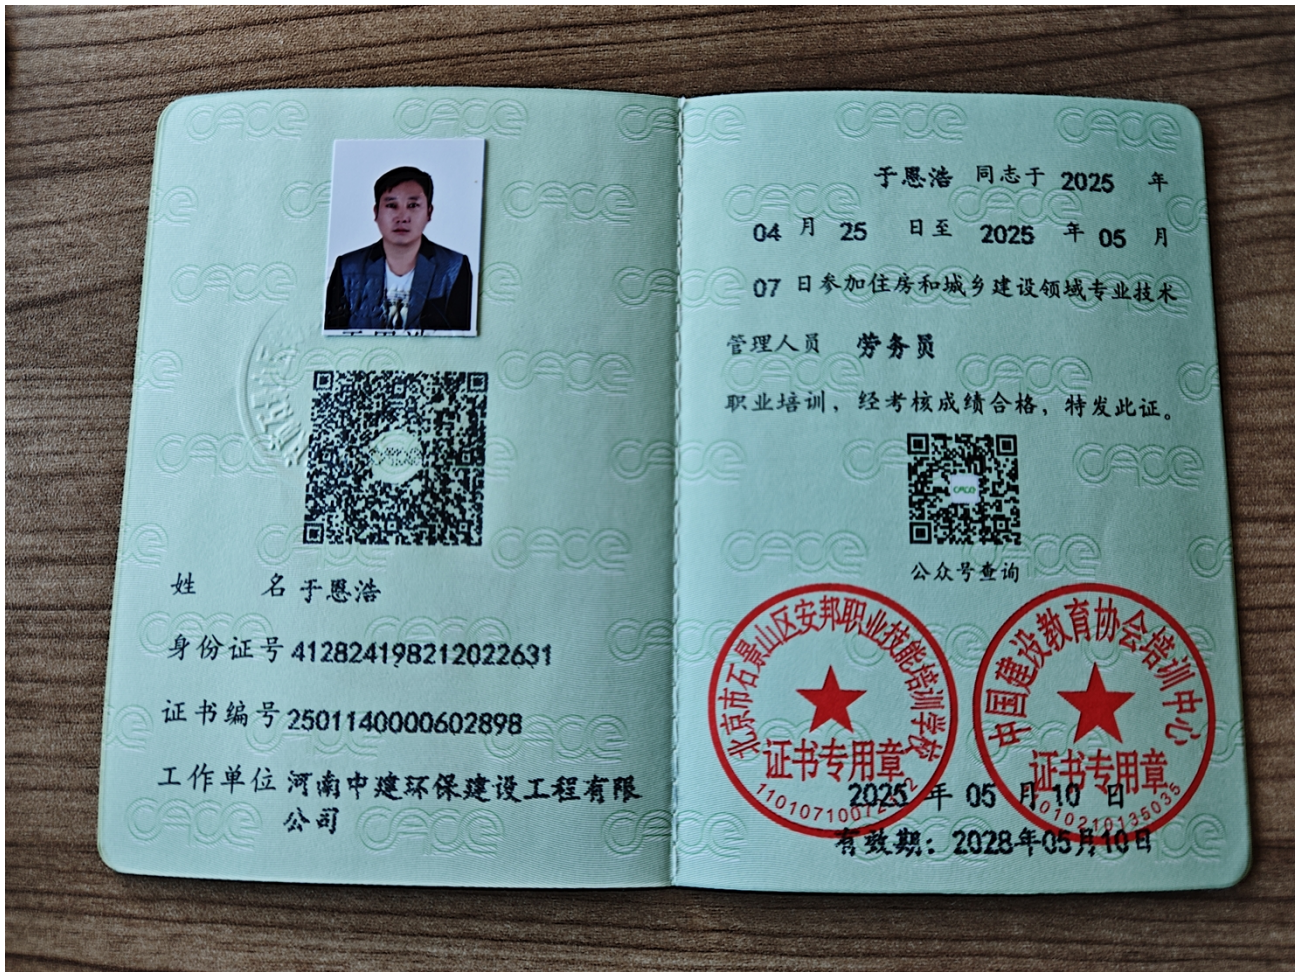 姓 名 于恩浩
身份证号 412824198212022631
证书编号 2501140000602898
工作单位 河南中建环保建设工程有限
公司
于恩浩 同志于 2025 年
04 月 25 日至 2025 年 05 月
07 日参加住房和城乡建设领域专业技术
管理人员 劳务员
职业培训，经考核成绩合格，特发此证。
公众号查询
北京市石景山区安邦职业技能培训学校
证书专用章
中国建设教育协会培训中心
证书专用章
11010210135035
2025 年 05 月 10 日
有效期：2028年05月10日